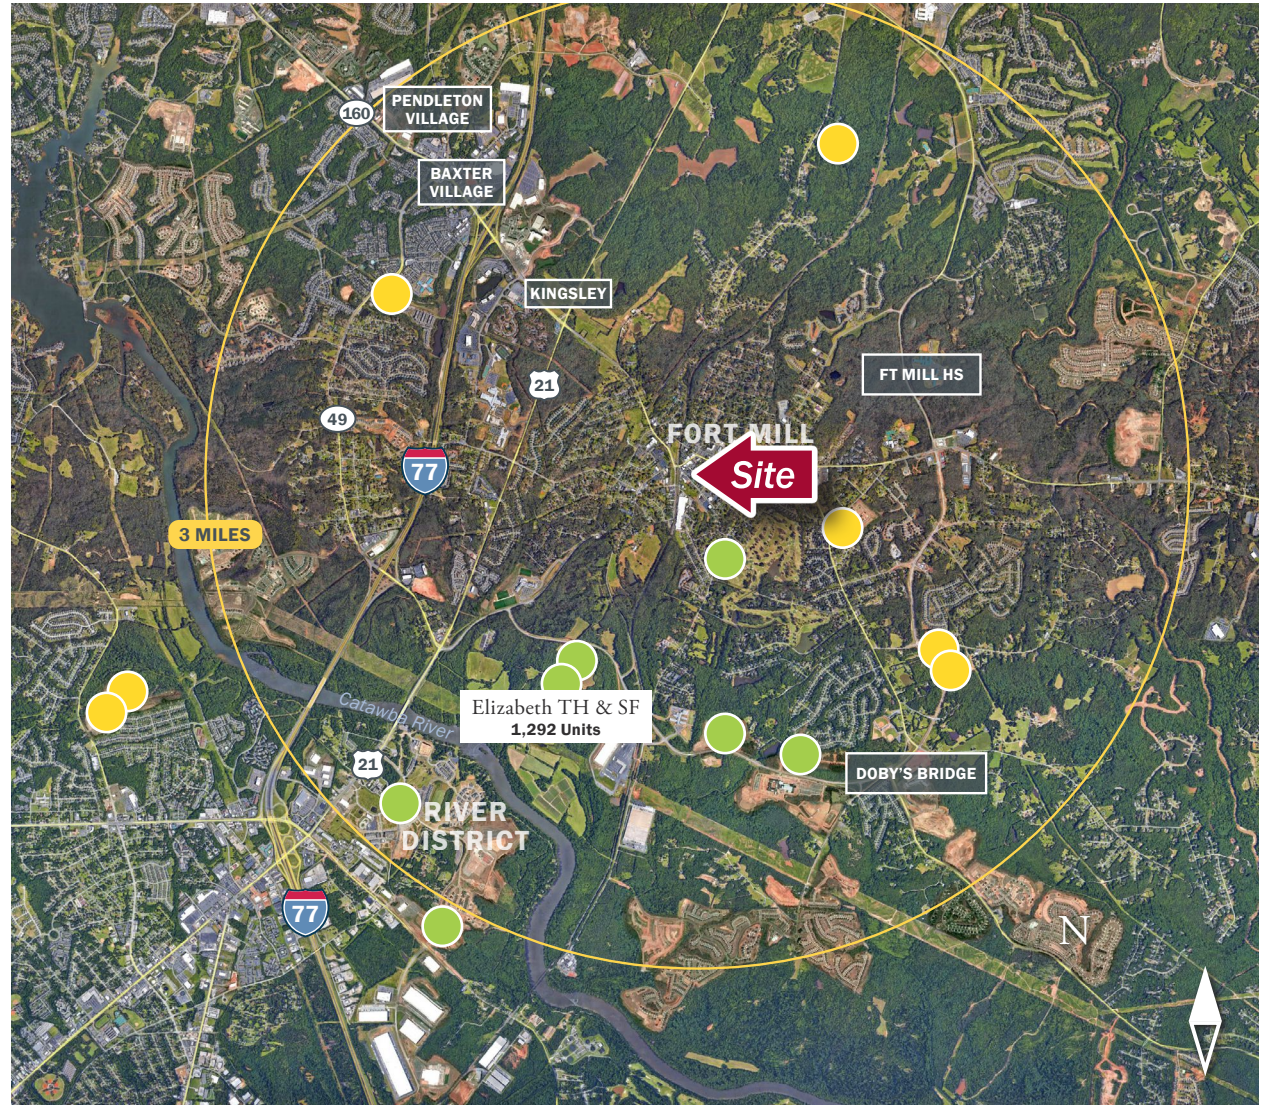 160
PENDLETON
VILLAGE
BAXTER
VILLAGE
KINGSLEY
21
FT MILL HS
49
FORT MILL
77
Site
3 MILES
Elizabeth TH & SF
1,292 Units
Catawba River
21
DOBY'S BRIDGE
RIVER
DISTRICT
77
N